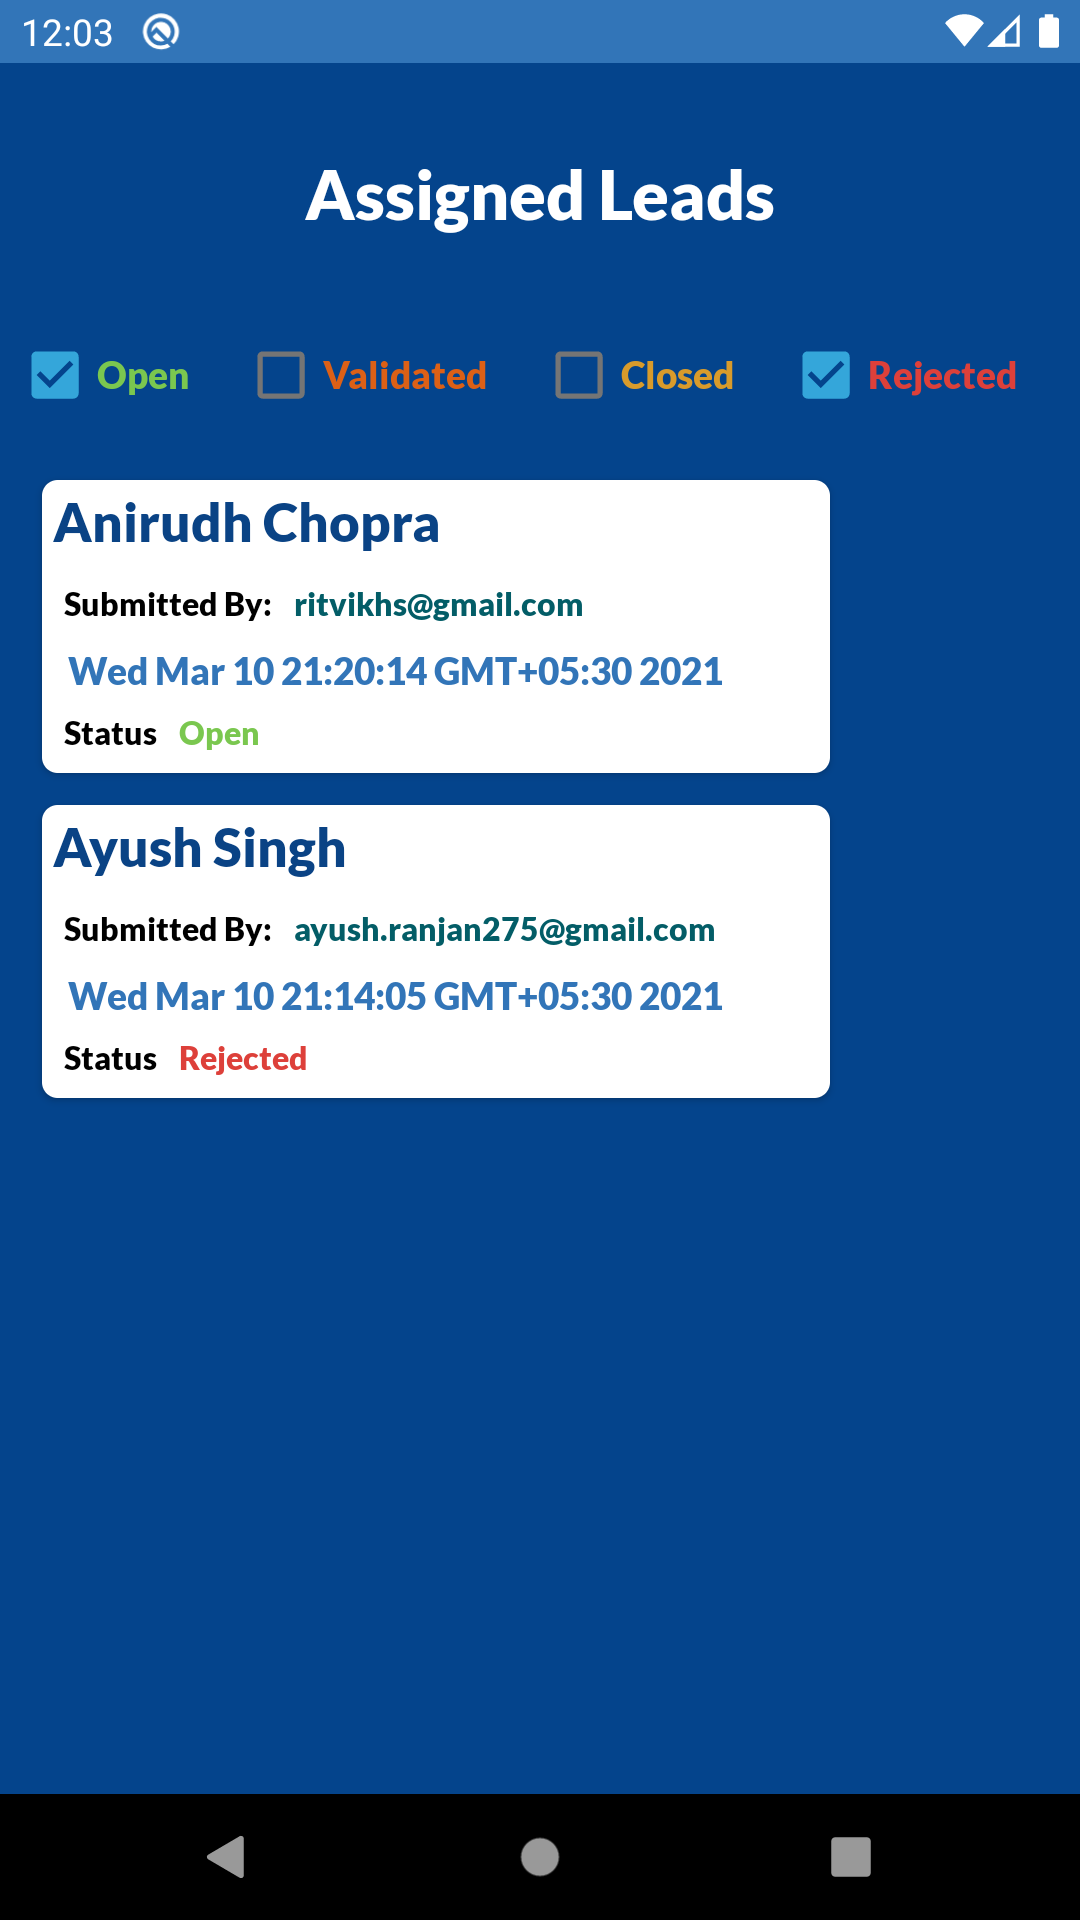 12:03
Assigned Leads
Open Validated Closed Rejected
Anirudh Chopra
Submitted By: ritvikhs@gmail.com
Wed Mar 10 21:20:14 GMT+05:30 2021
Status Open
Ayush Singh
Submitted By: ayush.ranjan275@gmail.com
Wed Mar 10 21:14:05 GMT+05:30 2021
Status Rejected